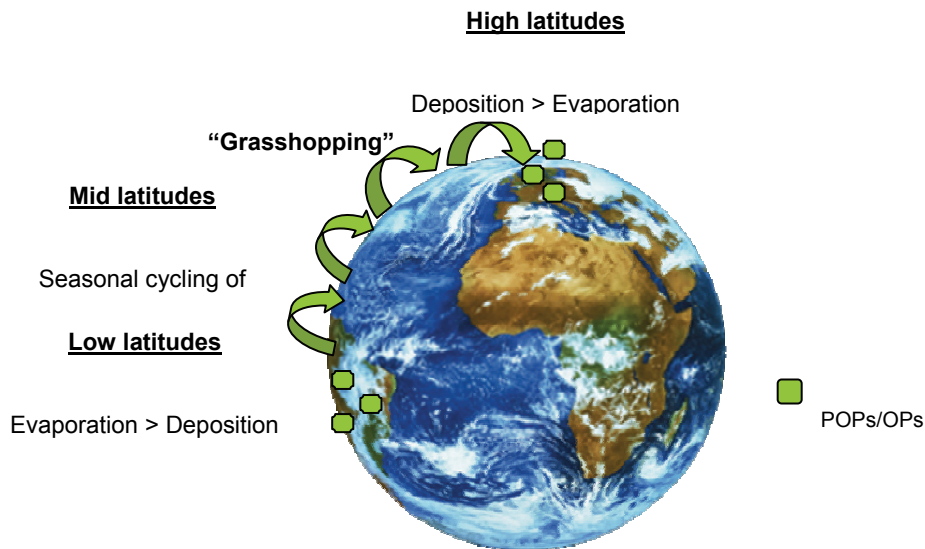 High latitudes
Deposition > Evaporation
“Grasshopping”
Mid latitudes
Seasonal cycling of
Low latitudes
Evaporation > Deposition
POPs/OPs